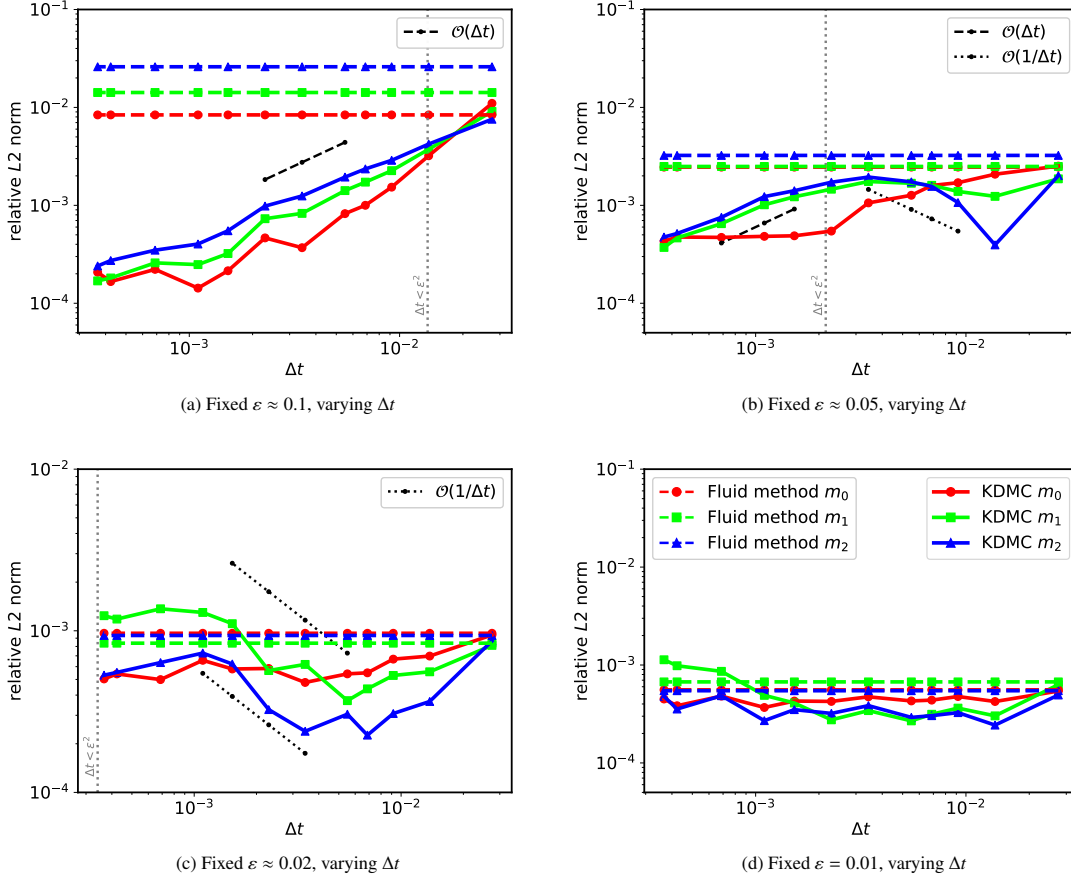 10⁻¹
10⁻²
10⁻³
10⁻⁴
relative L2 norm
O(Δt)
Δt < ε²
10⁻³
10⁻²
Δt
(a) Fixed ε ≈ 0.1, varying Δt
10⁻¹
10⁻²
10⁻³
10⁻⁴
relative L2 norm
O(Δt)
O(1/Δt)
Δt < ε²
10⁻³
10⁻²
Δt
(b) Fixed ε ≈ 0.05, varying Δt
10⁻²
10⁻³
10⁻⁴
relative L2 norm
O(1/Δt)
Δt < ε²
10⁻³
10⁻²
Δt
(c) Fixed ε ≈ 0.02, varying Δt
10⁻¹
10⁻²
10⁻³
10⁻⁴
relative L2 norm
Fluid method m₀
Fluid method m₁
Fluid method m₂
KDMC m₀
KDMC m₁
KDMC m₂
10⁻³
10⁻²
Δt
(d) Fixed ε = 0.01, varying Δt